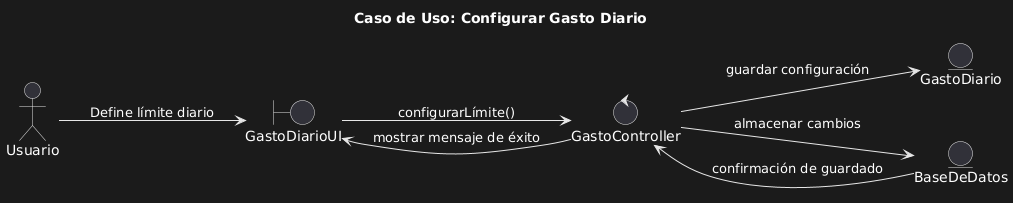 Caso de Uso: Configurar Gasto Diario
guardar configuración
GastoDiario
Define límite diario
configurarLímite()
almacenar cambios
Usuario
GastoDiarioUI
mostrar mensaje de éxito
GastoController
confirmación de guardado
BaseDeDatos